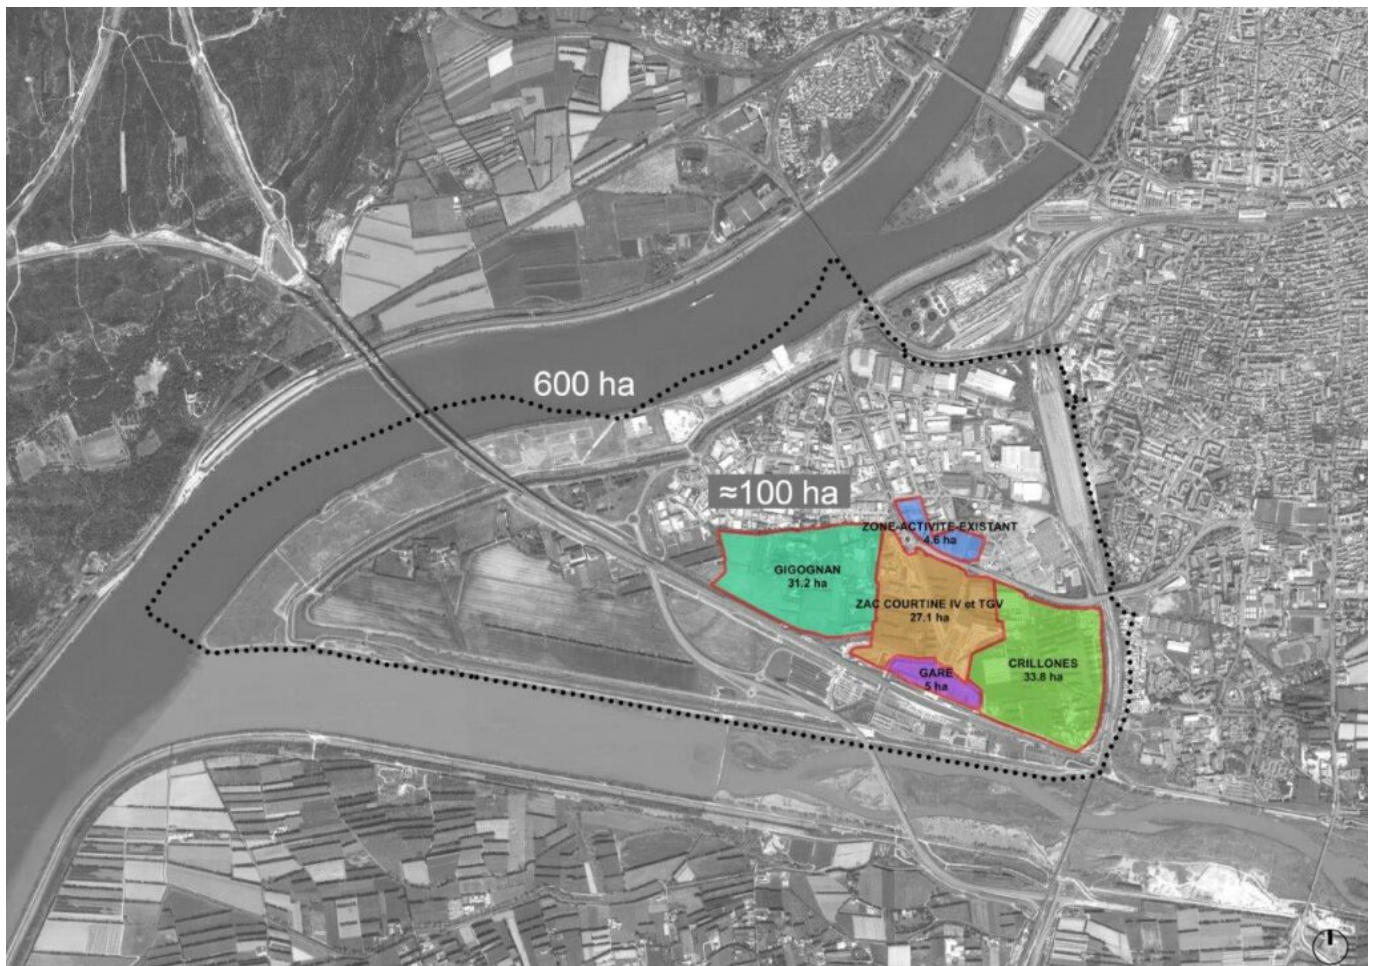 600 ha
≈100 ha
ZONE-ACTIVITE-EXISTANT
4.6 ha
GIGOGNAN
31.2 ha
ZAC COURTINE IV et TGV
27.1 ha
CRILLONES
33.8 ha
GARE
5 ha